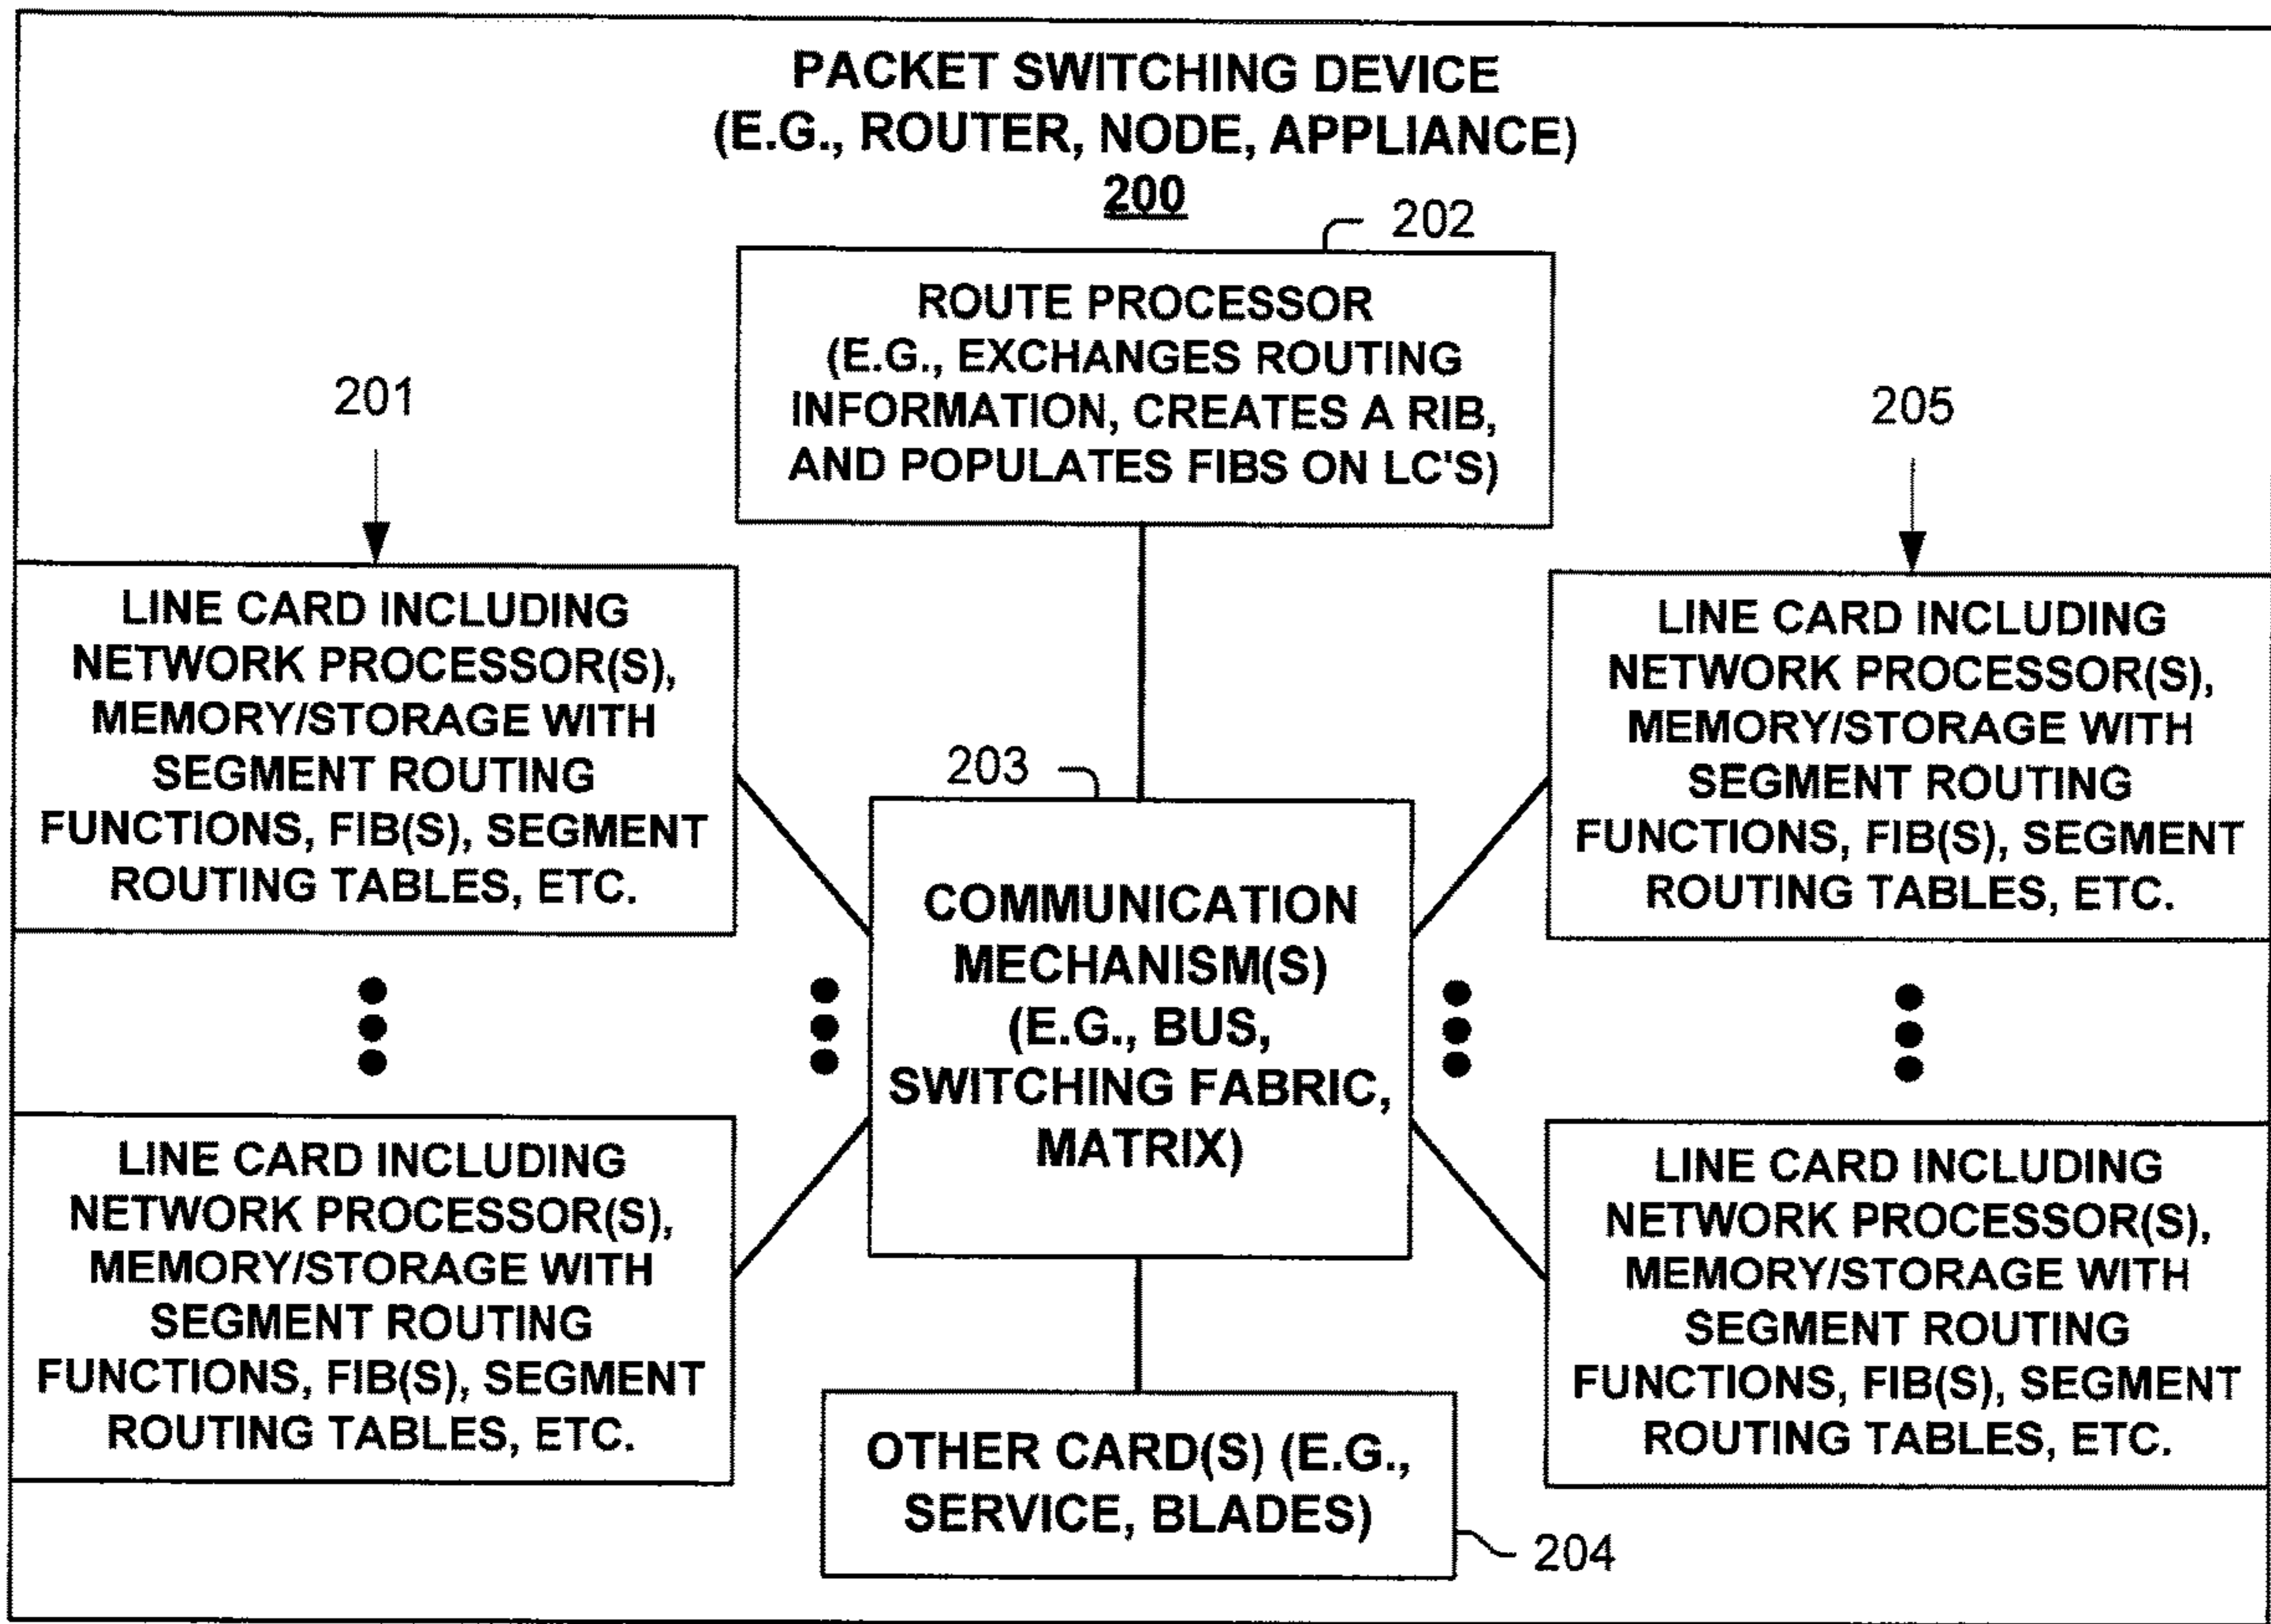 PACKET SWITCHING DEVICE
(E.G., ROUTER, NODE, APPLIANCE)
200
202
ROUTE PROCESSOR
(E.G., EXCHANGES ROUTING
INFORMATION, CREATES A RIB,
AND POPULATES FIBS ON LC'S)
201
LINE CARD INCLUDING
NETWORK PROCESSOR(S),
MEMORY/STORAGE WITH
SEGMENT ROUTING
FUNCTIONS, FIB(S), SEGMENT
ROUTING TABLES, ETC.
LINE CARD INCLUDING
NETWORK PROCESSOR(S),
MEMORY/STORAGE WITH
SEGMENT ROUTING
FUNCTIONS, FIB(S), SEGMENT
ROUTING TABLES, ETC.
203
COMMUNICATION
MECHANISM(S)
(E.G., BUS,
SWITCHING FABRIC,
MATRIX)
OTHER CARD(S) (E.G.,
SERVICE, BLADES)
204
205
LINE CARD INCLUDING
NETWORK PROCESSOR(S),
MEMORY/STORAGE WITH
SEGMENT ROUTING
FUNCTIONS, FIB(S), SEGMENT
ROUTING TABLES, ETC.
LINE CARD INCLUDING
NETWORK PROCESSOR(S),
MEMORY/STORAGE WITH
SEGMENT ROUTING
FUNCTIONS, FIB(S), SEGMENT
ROUTING TABLES, ETC.